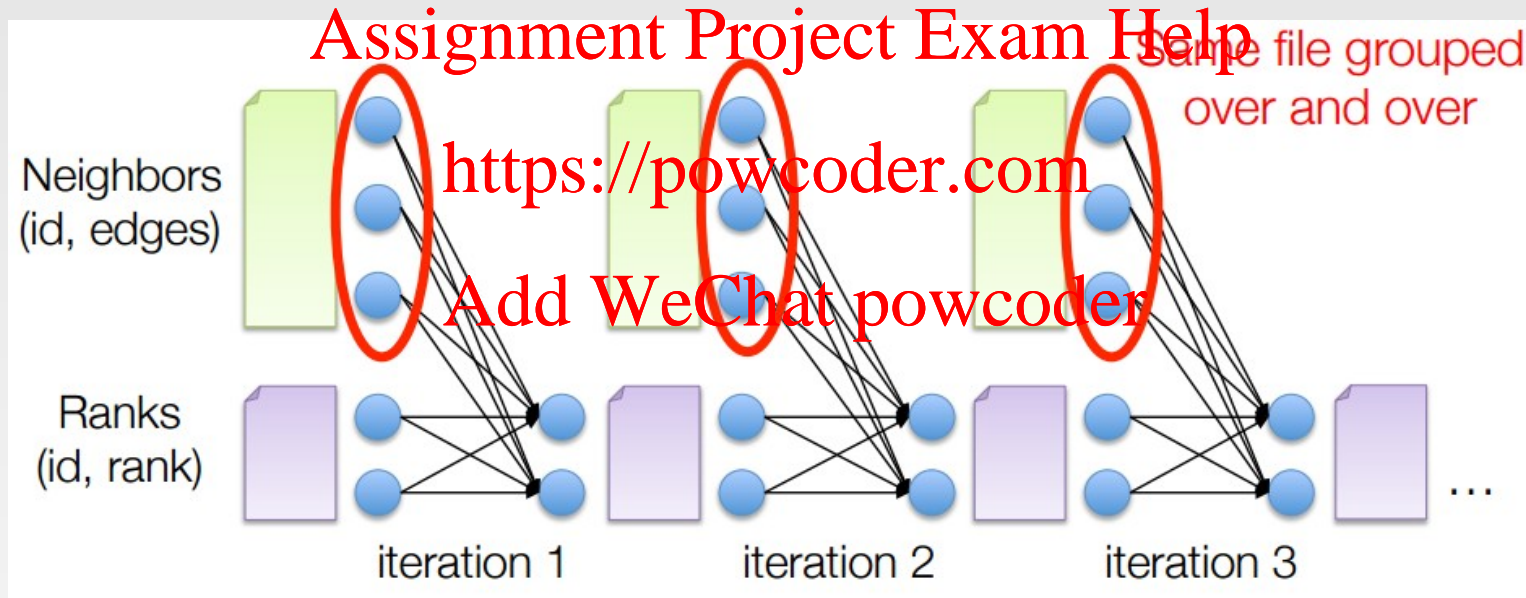 Assignment Project Exam Help
Same file grouped
over and over
Neighbors
(id, edges)
https://powcoder.com
Add WeChat powcoder
Ranks
(id, rank)
...
iteration 1
iteration 2
iteration 3